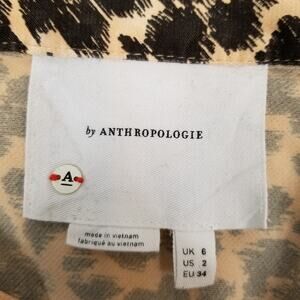 by ANTHROPOLOGIE
A
made in vietnam
fabriqué au vietnam
UK 6
US 2
EU 34